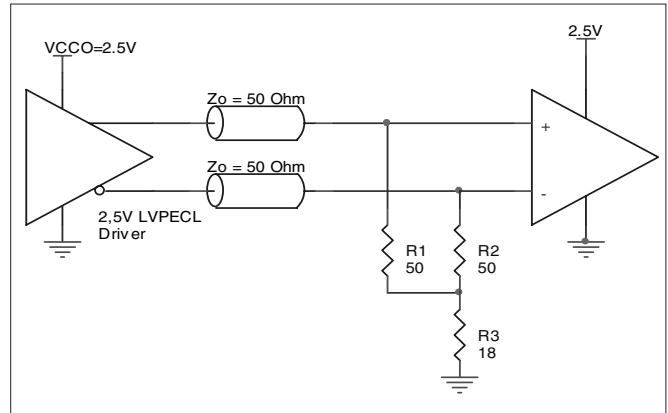 VCCO=2.5V
2.5V
Zo = 50 Ohm
+
Zo = 50 Ohm
-
2,5V LVPECL
Driver
R1
50
R2
50
R3
18